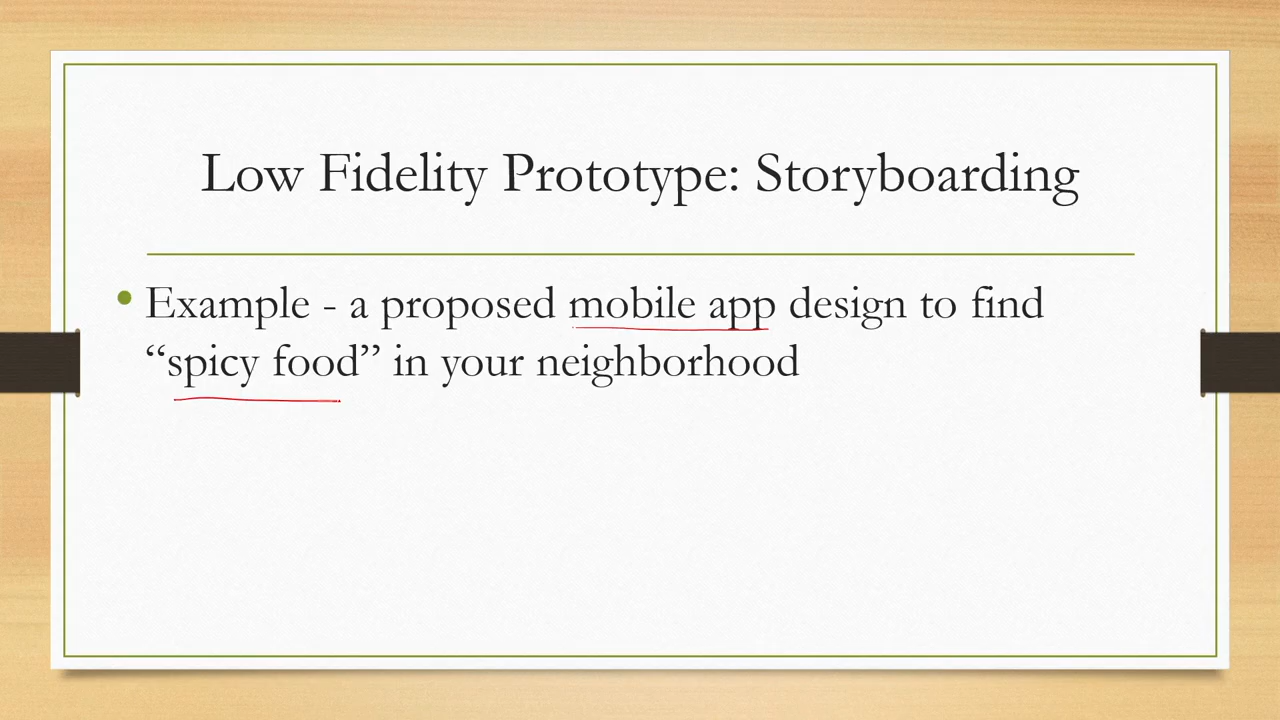 Low Fidelity Prototype: Storyboarding
• Example - a proposed mobile app design to find
“spicy food” in your neighborhood